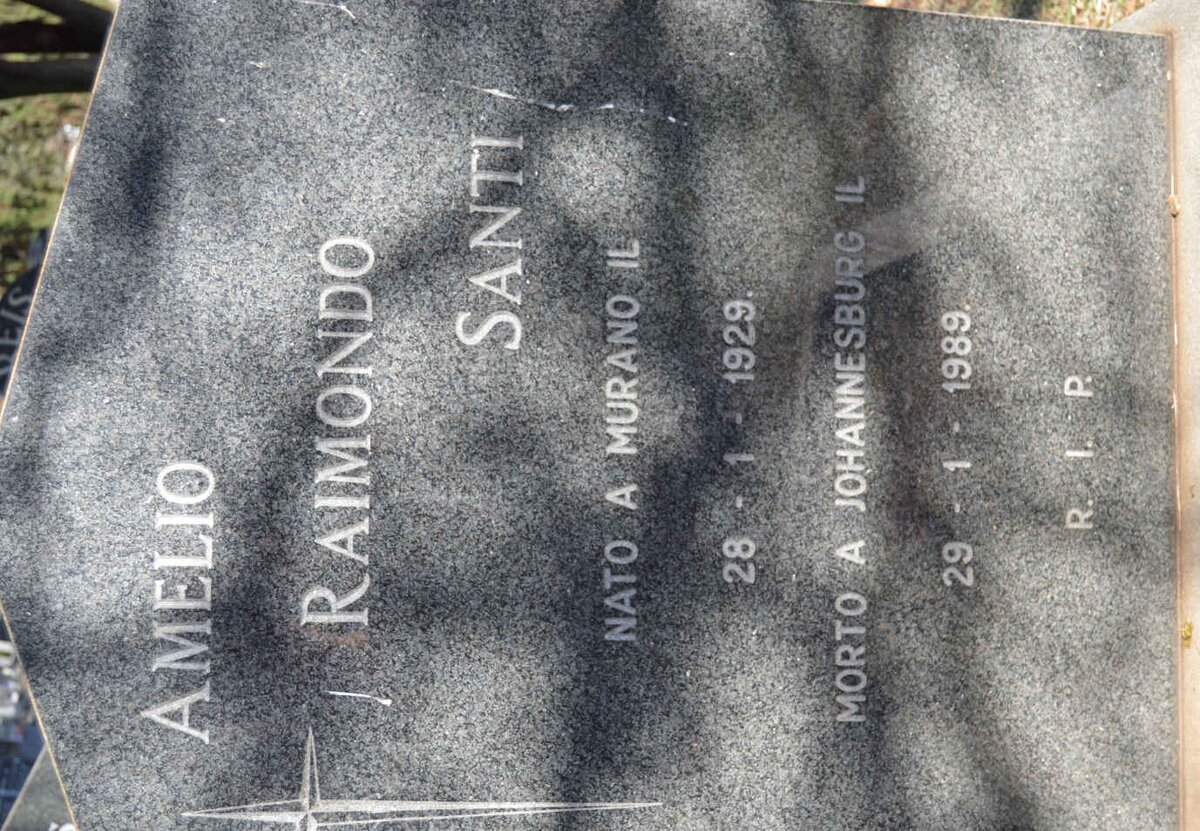 AMELIO
RAIMONDO
SANTI
NATO A MURANO IL
28 - 1 - 1929.
MORTO A JOHANNESBURG IL
29 - 1 - 1989.
R. I. P.